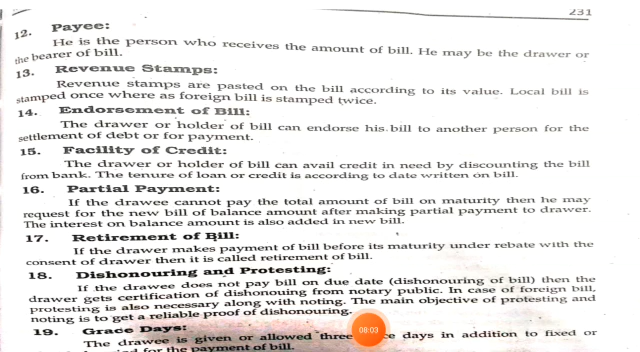 231
12. Payee:
He is the person who receives the amount of bill. He may be the drawer or
the bearer of bill.
13. Revenue Stamps:
Revenue stamps are pasted on the bill according to its value. Local bill is
stamped once where as foreign bill is stamped twice.
14. Endorsement of Bill:
The drawer or holder of bill can endorse his bill to another person for the
settlement of debt or for payment.
15. Facility of Credit:
The drawer or holder of bill can avail credit in need by discounting the bill
from bank. The tenure of loan or credit is according to date written on bill.
16. Partial Payment:
If the drawee cannot pay the total amount of bill on maturity then he may
request for the new bill of balance amount after making partial payment to drawer.
The interest on balance amount is also added in new bill.
17. Retirement of Bill:
If the drawer makes payment of bill before its maturity under rebate with the
consent of drawer then it is called retirement of bill.
18. Dishonouring and Protesting:
If the drawee does not pay bill on due date (dishonouring of bill) then the
drawer gets certification of dishonouing from notary public. In case of foreign bill,
protesting is also necessary along with noting. The main objective of protesting and
noting is to get a reliable proof of dishonouring.
19. Grace Days:
The drawee is given or allowed three days in addition to fixed or
for the payment of bill.
08:03